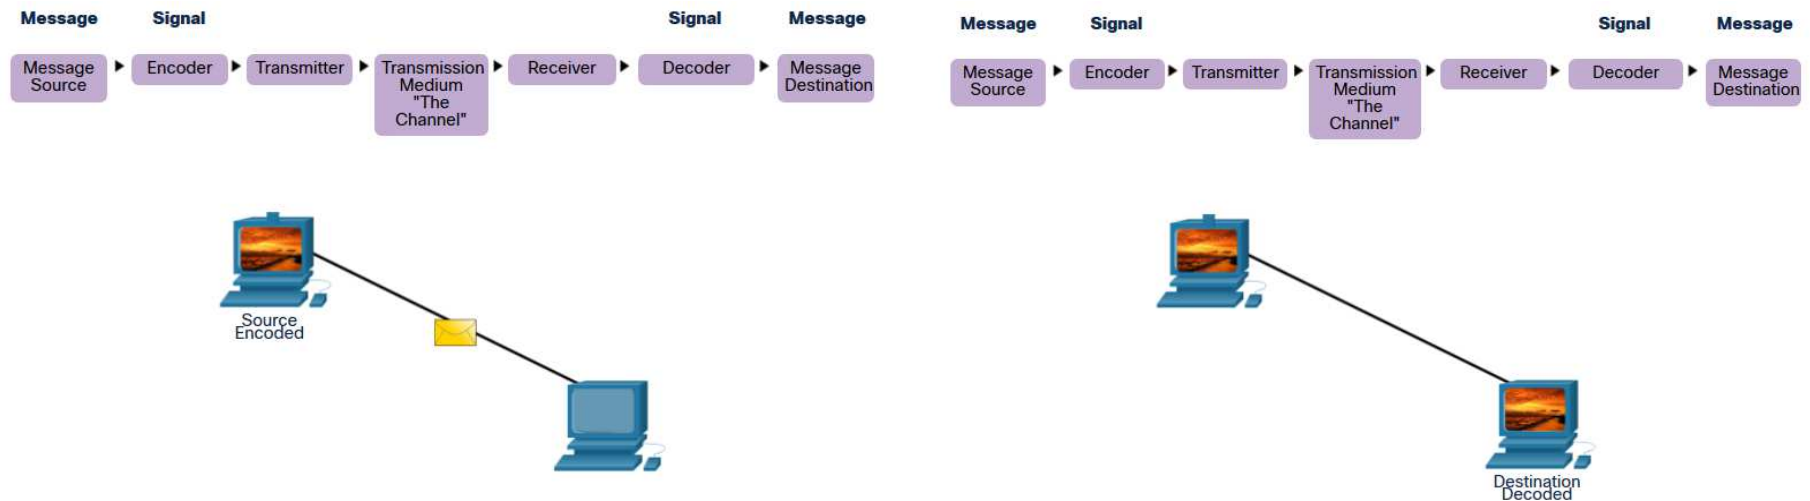 Message Signal Signal Message
Message Source
Encoder
Transmitter
Transmission Medium "The Channel"
Receiver
Decoder
Message Destination
Source
Encoded
Message Signal Signal Message
Message Source
Encoder
Transmitter
Transmission Medium "The Channel"
Receiver
Decoder
Message Destination
Destination
Decoded